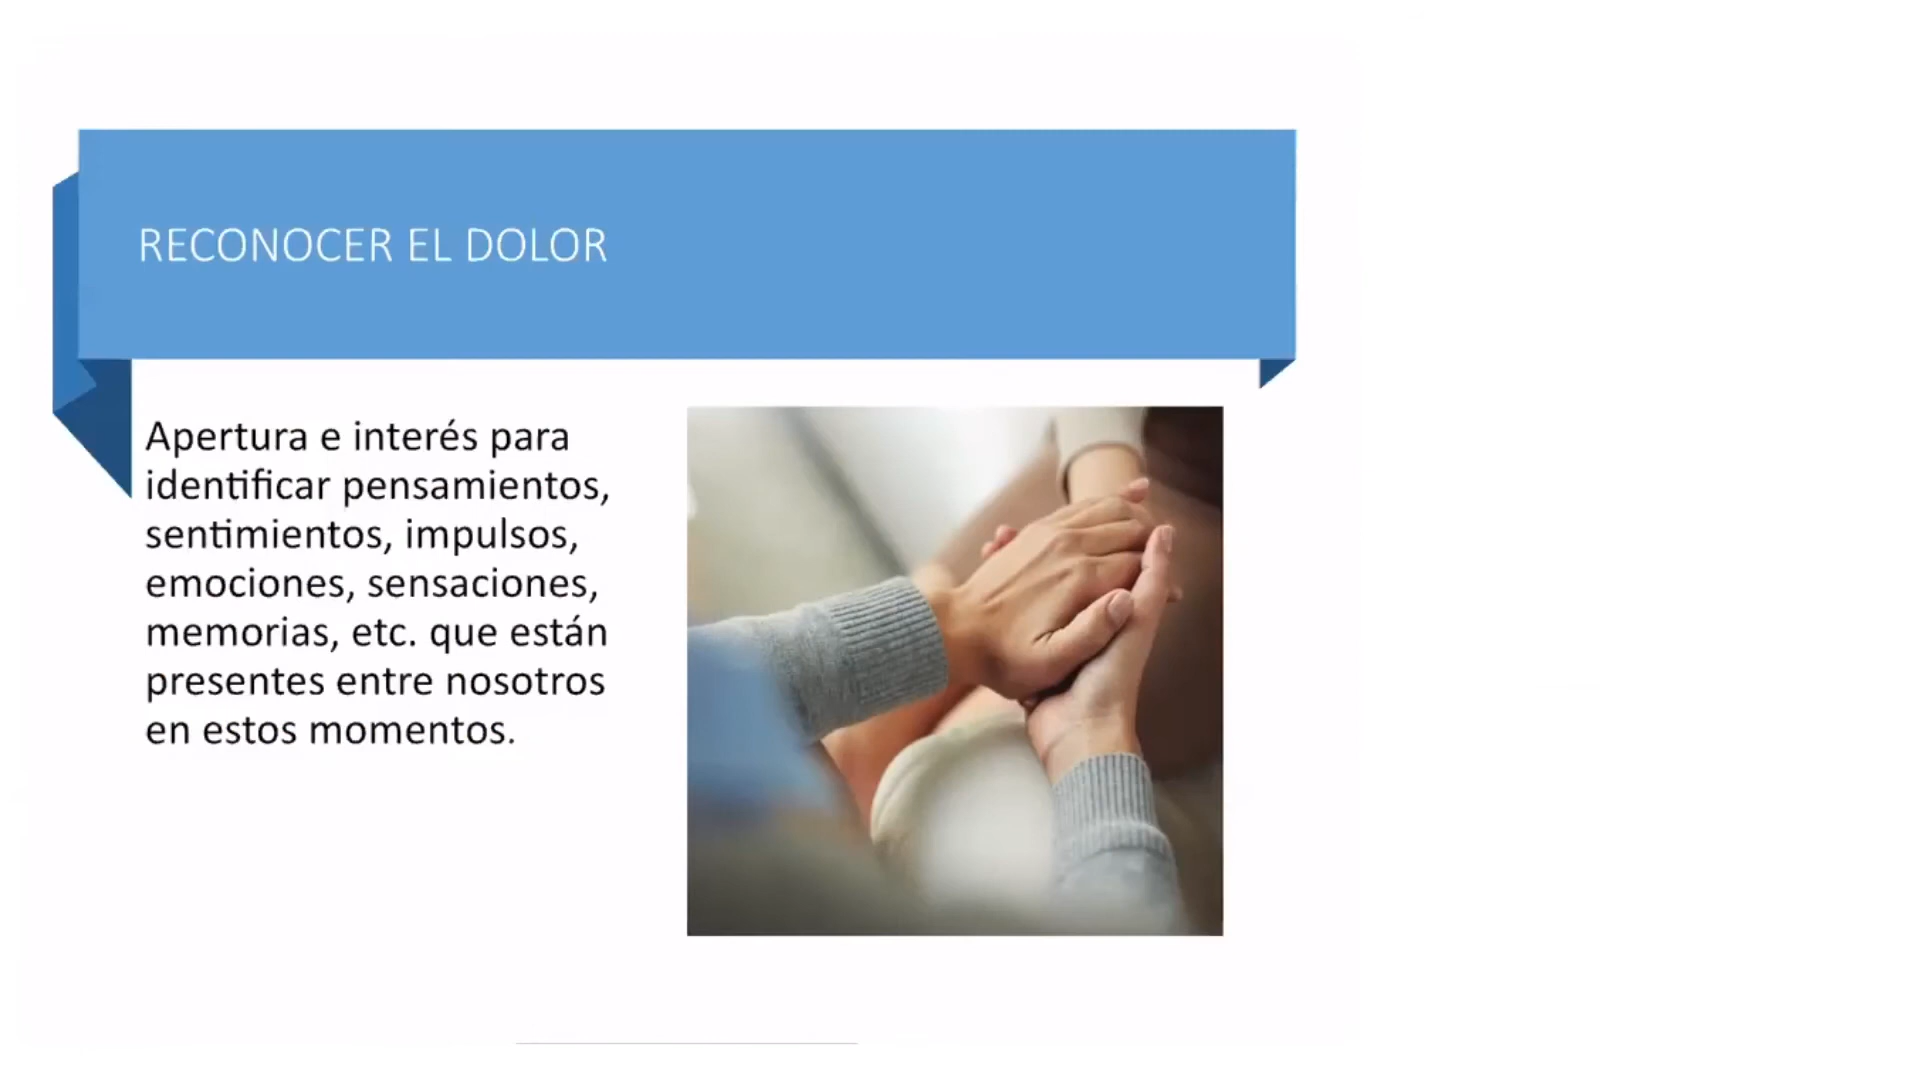 RECONOCER EL DOLOR
Apertura e interés para
identificar pensamientos,
sentimientos, impulsos,
emociones, sensaciones,
memorias, etc. que están
presentes entre nosotros
en estos momentos.